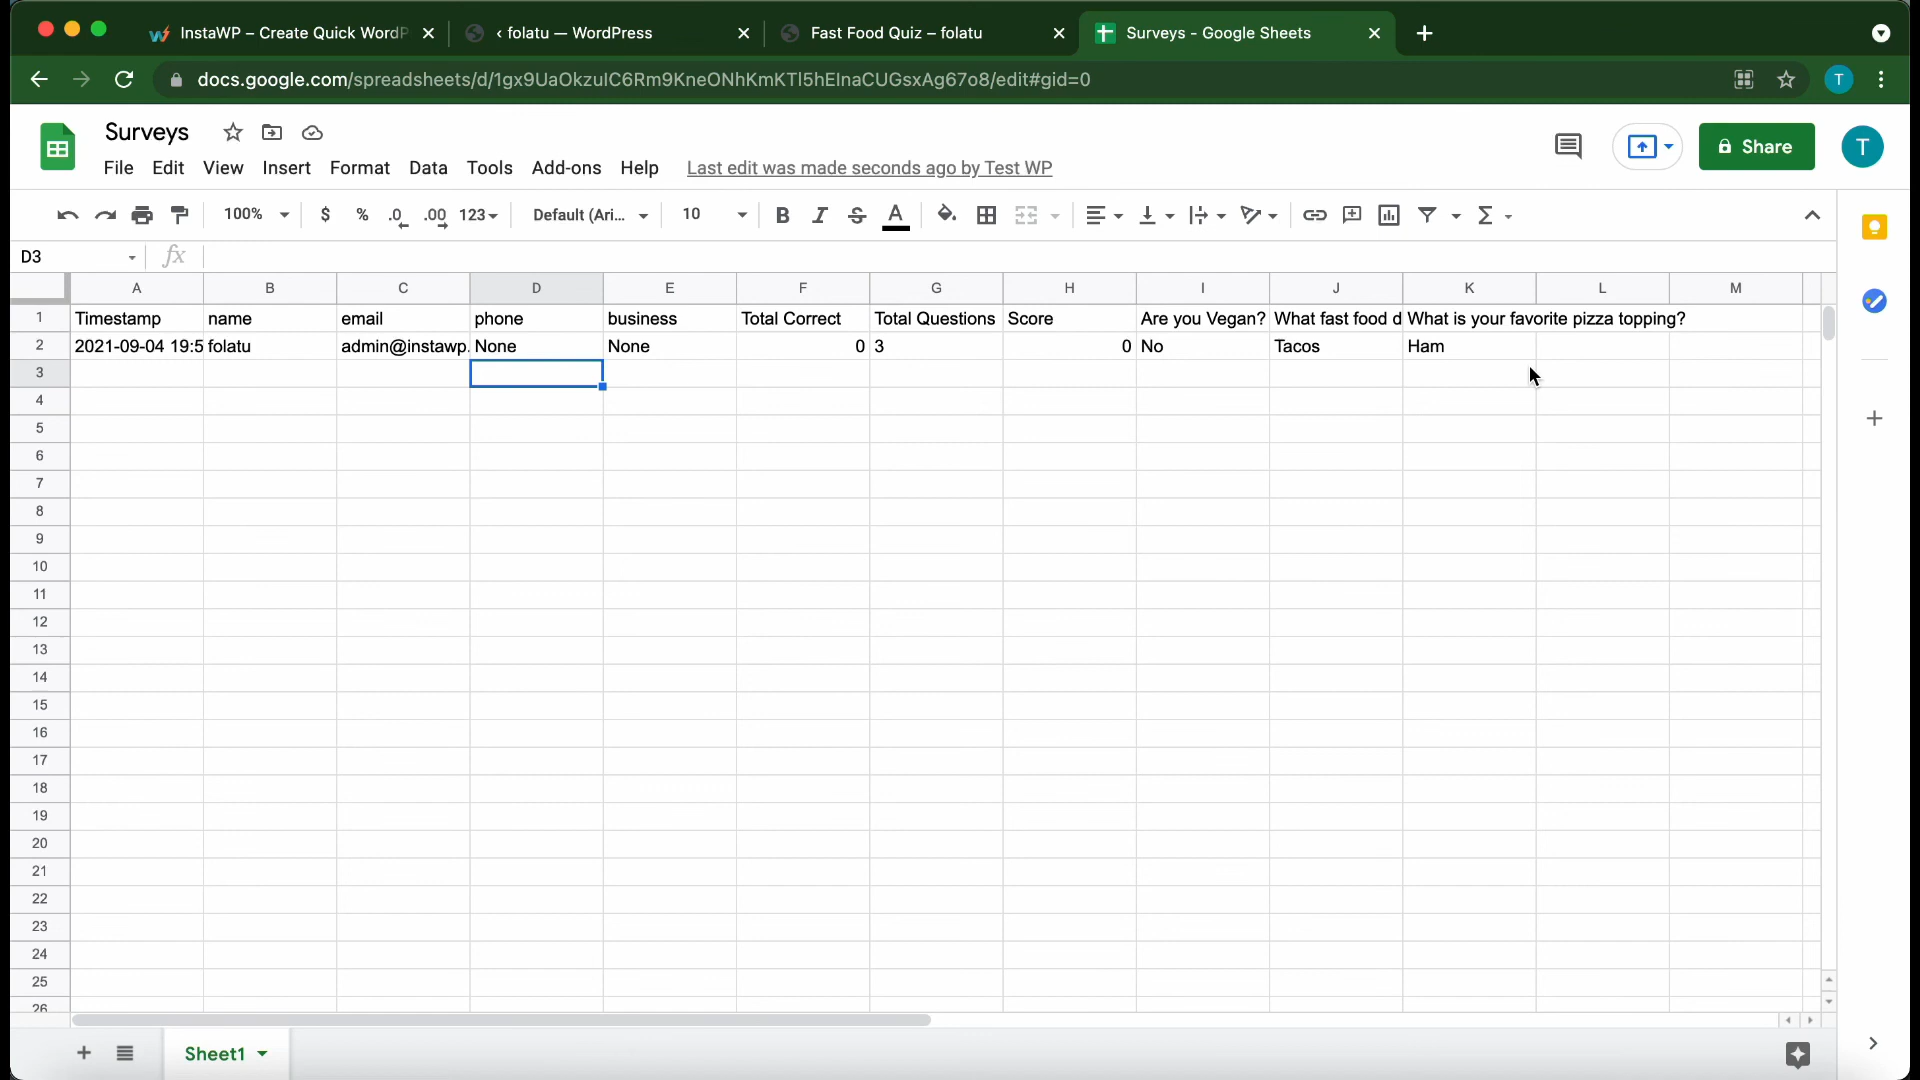 InstaWP – Create Quick WordP
‹ folatu — WordPress
Fast Food Quiz – folatu
Surveys - Google Sheets
docs.google.com/spreadsheets/d/1gx9UaOkzulC6Rm9KneONhKmKTl5hElnaCUGsxAg67o8/edit#gid=0
T
Surveys
File Edit View Insert Format Data Tools Add-ons Help Last edit was made seconds ago by Test WP
Share
T
100% $ % .0 .00 123 Default (Ari... 10 B I S A Σ
D3 fx
A B C D E F G H I J K L M
1 Timestamp name email phone business Total Correct Total Questions Score Are you Vegan? What fast food d What is your favorite pizza topping?
2 2021-09-04 19:5 folatu admin@instawp. None None 0 3 0 No Tacos Ham
3
4
5
6
7
8
9
10
11
12
13
14
15
16
17
18
19
20
21
22
23
24
25
26
Sheet1